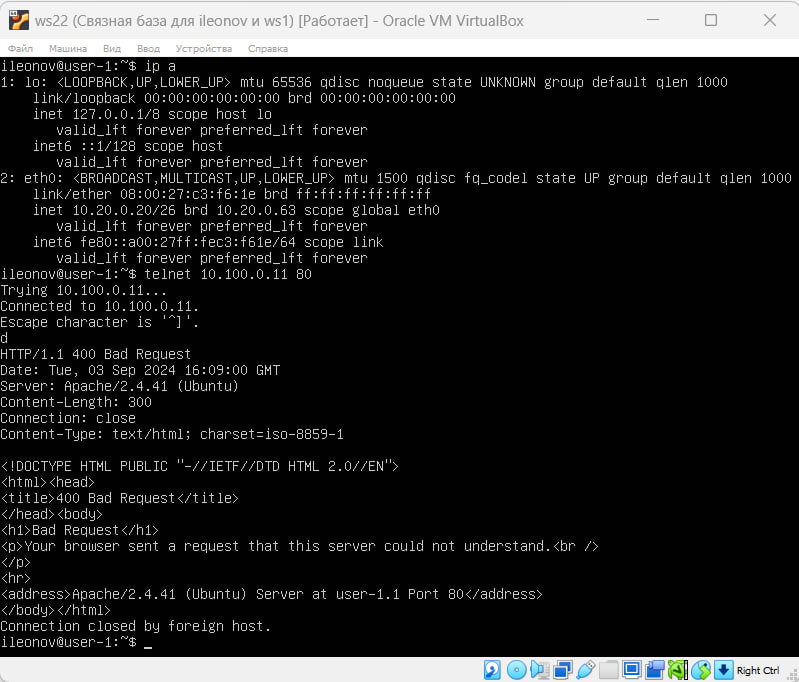 ws22 (Связная база для ileonov и ws1) [Работает] - Oracle VM VirtualBox
Файл Машина Вид Ввод Устройства Справка
ileonov@user-1:~$ ip a
1: lo: <LOOPBACK,UP,LOWER_UP> mtu 65536 qdisc noqueue state UNKNOWN group default qlen 1000
    link/loopback 00:00:00:00:00:00 brd 00:00:00:00:00:00
    inet 127.0.0.1/8 scope host lo
       valid_lft forever preferred_lft forever
    inet6 ::1/128 scope host
       valid_lft forever preferred_lft forever
2: eth0: <BROADCAST,MULTICAST,UP,LOWER_UP> mtu 1500 qdisc fq_codel state UP group default qlen 1000
    link/ether 08:00:27:c3:f6:1e brd ff:ff:ff:ff:ff:ff
    inet 10.20.0.20/26 brd 10.20.0.63 scope global eth0
       valid_lft forever preferred_lft forever
    inet6 fe80::a00:27ff:fec3:f61e/64 scope link
       valid_lft forever preferred_lft forever
ileonov@user-1:~$ telnet 10.100.0.11 80
Trying 10.100.0.11...
Connected to 10.100.0.11.
Escape character is '^]'.
d
HTTP/1.1 400 Bad Request
Date: Tue, 03 Sep 2024 16:09:00 GMT
Server: Apache/2.4.41 (Ubuntu)
Content-Length: 300
Connection: close
Content-Type: text/html; charset=iso-8859-1

<!DOCTYPE HTML PUBLIC "-//IETF//DTD HTML 2.0//EN">
<html><head>
<title>400 Bad Request</title>
</head><body>
<h1>Bad Request</h1>
<p>Your browser sent a request that this server could not understand.<br />
</p>
<hr>
<address>Apache/2.4.41 (Ubuntu) Server at user-1.1 Port 80</address>
</body></html>
Connection closed by foreign host.
ileonov@user-1:~$ _
Right Ctrl